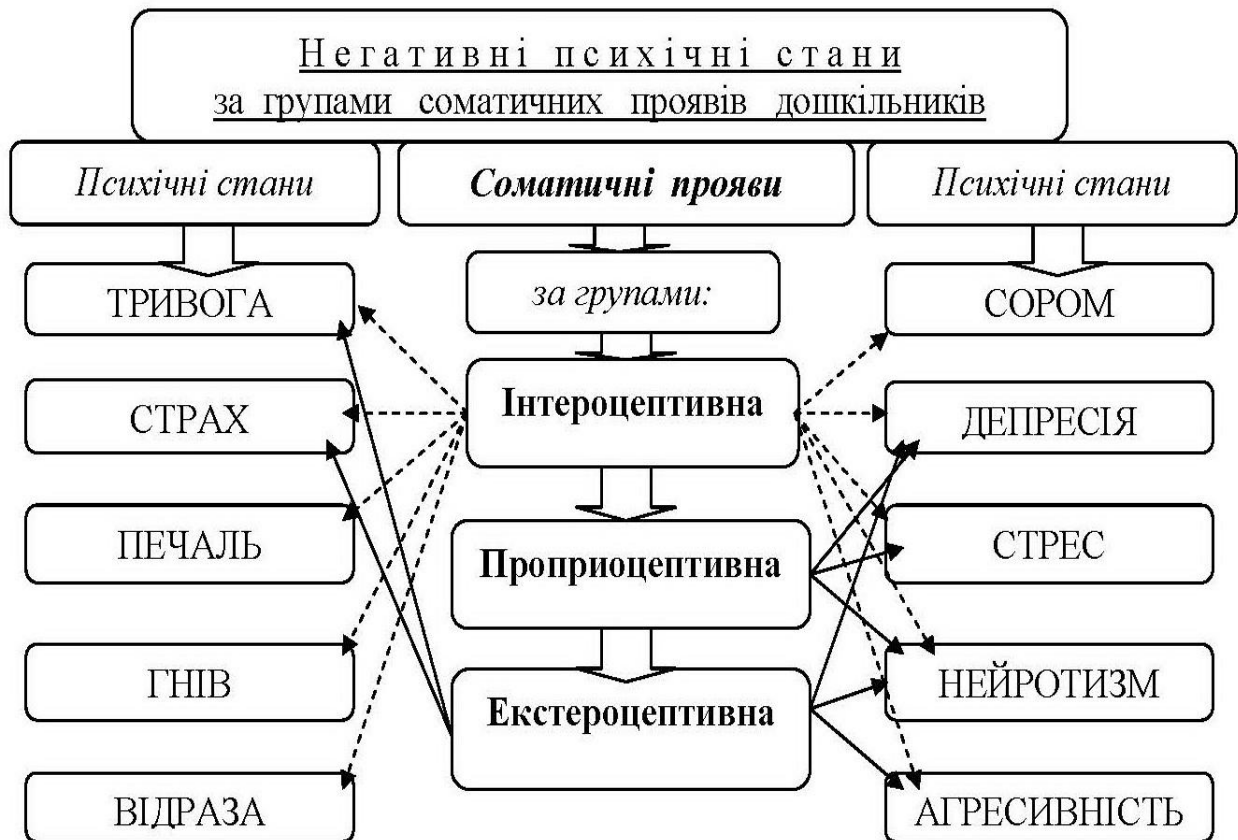 Негативні психічні стани
за групами соматичних проявів дошкільників
Психічні стани
Соматичні прояви
Психічні стани
ТРИВОГА
за групами:
СОРОМ
СТРАХ
Інтероцептивна
ДЕПРЕСІЯ
ПЕЧАЛЬ
Проприоцептивна
СТРЕС
ГНІВ
Екстероцептивна
НЕЙРОТИЗМ
ВІДРАЗА
АГРЕСИВНІСТЬ